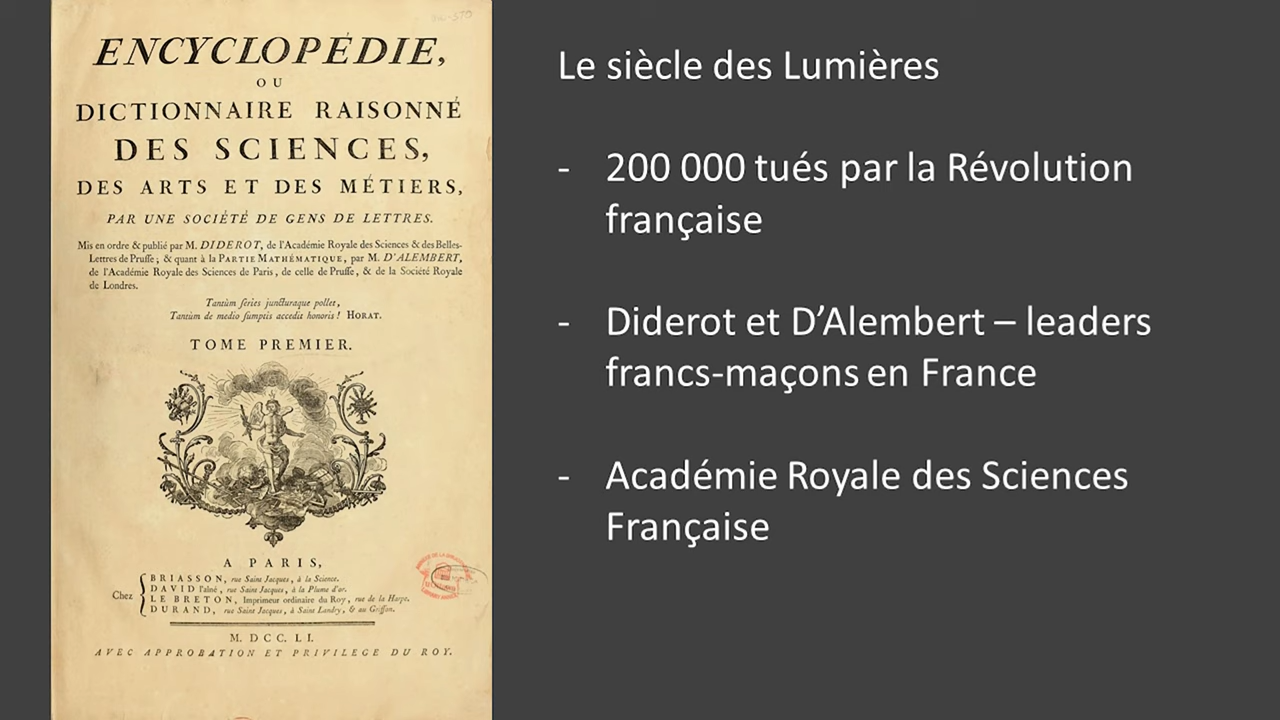 ENCYCLOPÉDIE,
OU
DICTIONNAIRE RAISONNÉ
DES SCIENCES,
DES ARTS ET DES MÉTIERS,
PAR UNE SOCIÉTÉ DE GENS DE LETTRES.
Mis en ordre & publié par M. DIDEROT, de l'Académie Royale des Sciences & des Belles-
Lettres de Prusse; & quant à la PARTIE MATHÉMATIQUE, par M. D'ALEMBERT,
de l'Académie Royale des Sciences de Paris, de celle de Prusse, & de la Société Royale
de Londres.
Tantùm series juncturaque pollet,
Tantùm de medio sumptis accedit honoris! HORAT.
TOME PREMIER.
A PARIS,
Chez
BRIASSON, rue Saint Jacques, à la Science.
DAVID l'aîné, rue Saint Jacques, à la Plume d'or.
LE BRETON, Imprimeur ordinaire du Roy, rue de la Harpe.
DURAND, rue Saint Jacques, à Saint Landry, & au Griffon.
M. DCC. LI.
AVEC APPROBATION ET PRIVILEGE DU ROY.
Le siècle des Lumières
- 200 000 tués par la Révolution
française
- Diderot et D'Alembert – leaders
francs-maçons en France
- Académie Royale des Sciences
Française